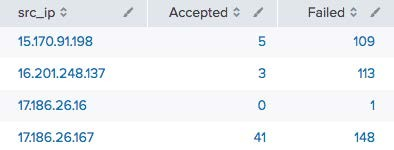 src_ip Accepted Failed
15.170.91.198 5 109
16.201.248.137 3 113
17.186.26.16 0 1
17.186.26.167 41 148